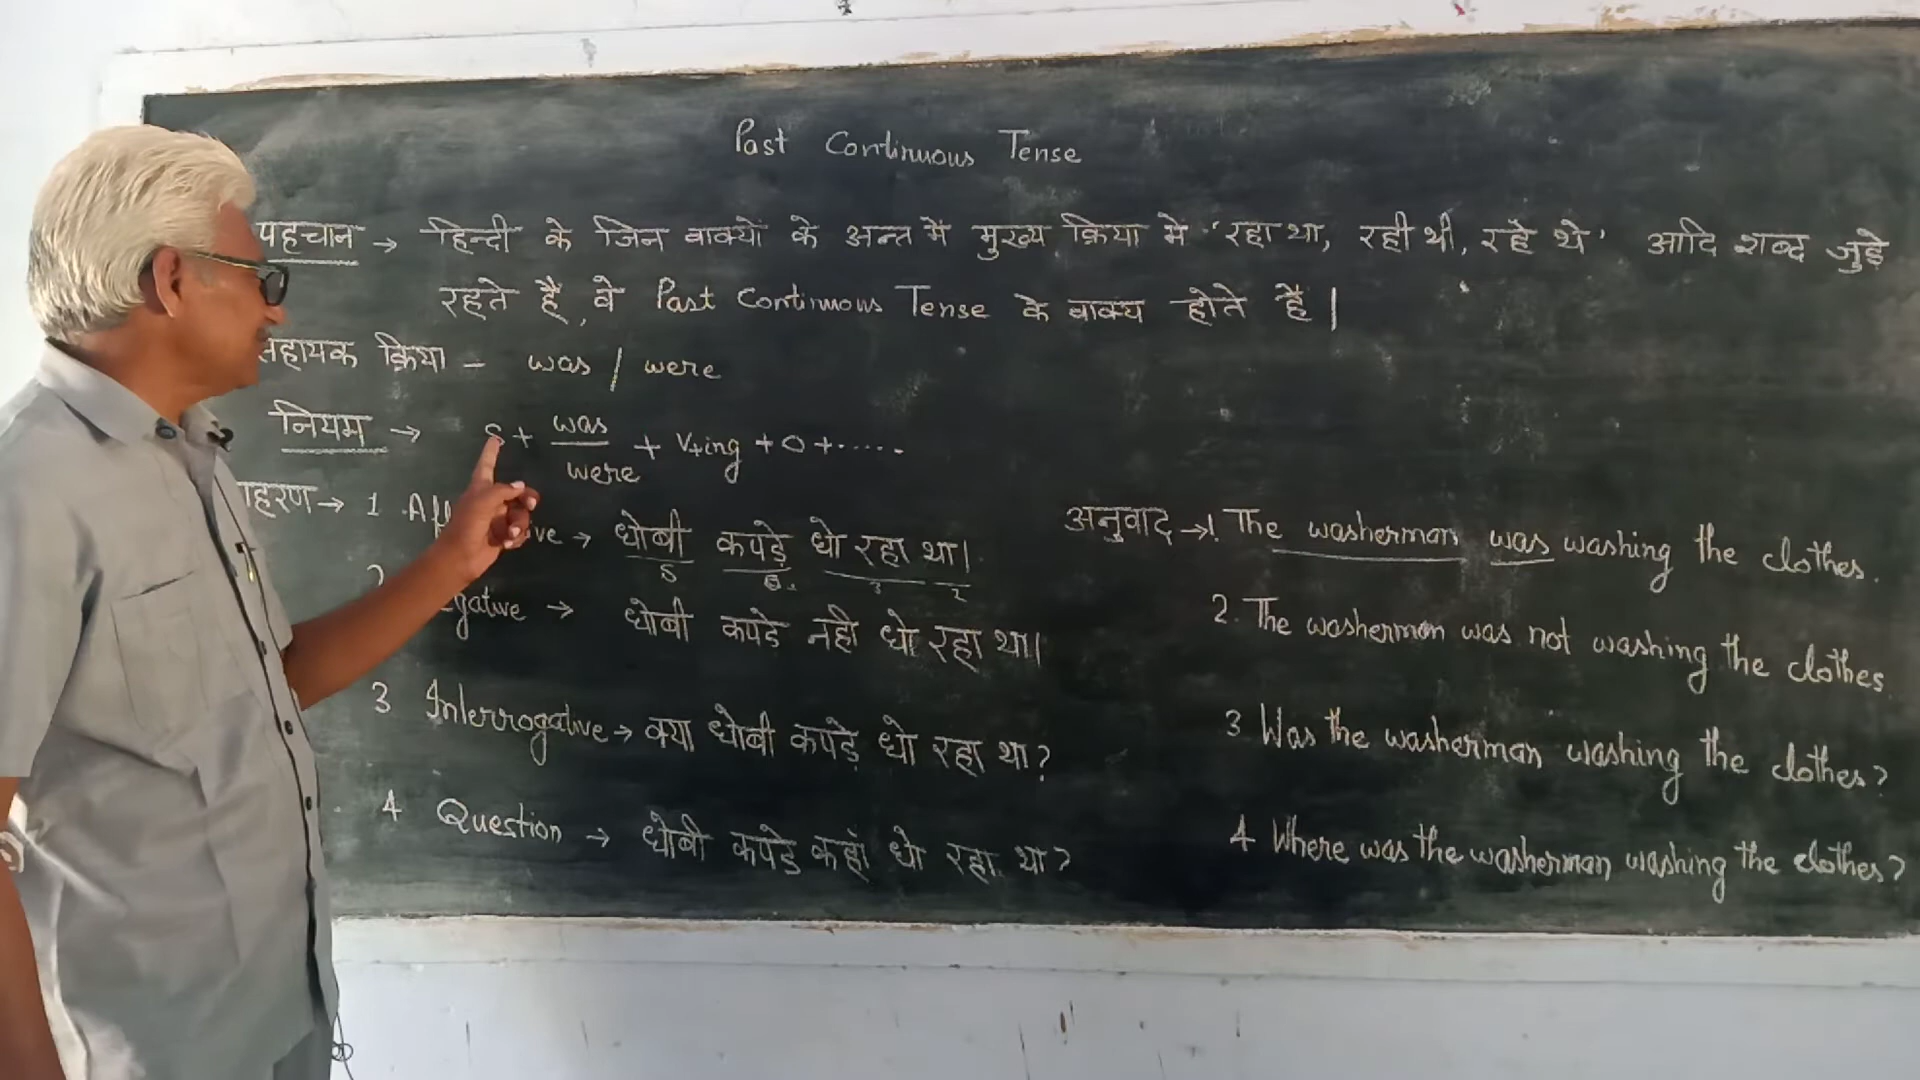 Past Continuous Tense
पहचान → हिन्दी के जिन वाक्यों के अन्त में मुख्य क्रिया में 'रहा था, रही थी, रहे थे' आदि शब्द जुड़े
रहते हैं, वे Past Continuous Tense के वाक्य होते हैं |
सहायक क्रिया - was / were
नियम → S + was / were + V+ing + O + .....
1 → धोबी कपड़े धो रहा था।
S 3 2
→ धोबी कपडे नही धो रहा था।
3 Interrogative → क्या धोबी कपड़े धो रहा था?
4 Question → धोबी कपडे कहाँ धो रहा था?
अनुवाद → 1. The washerman was washing the clothes.
2. The washerman was not washing the clothes.
3 Was the washerman washing the clothes?
4 Where was the washerman washing the clothes?